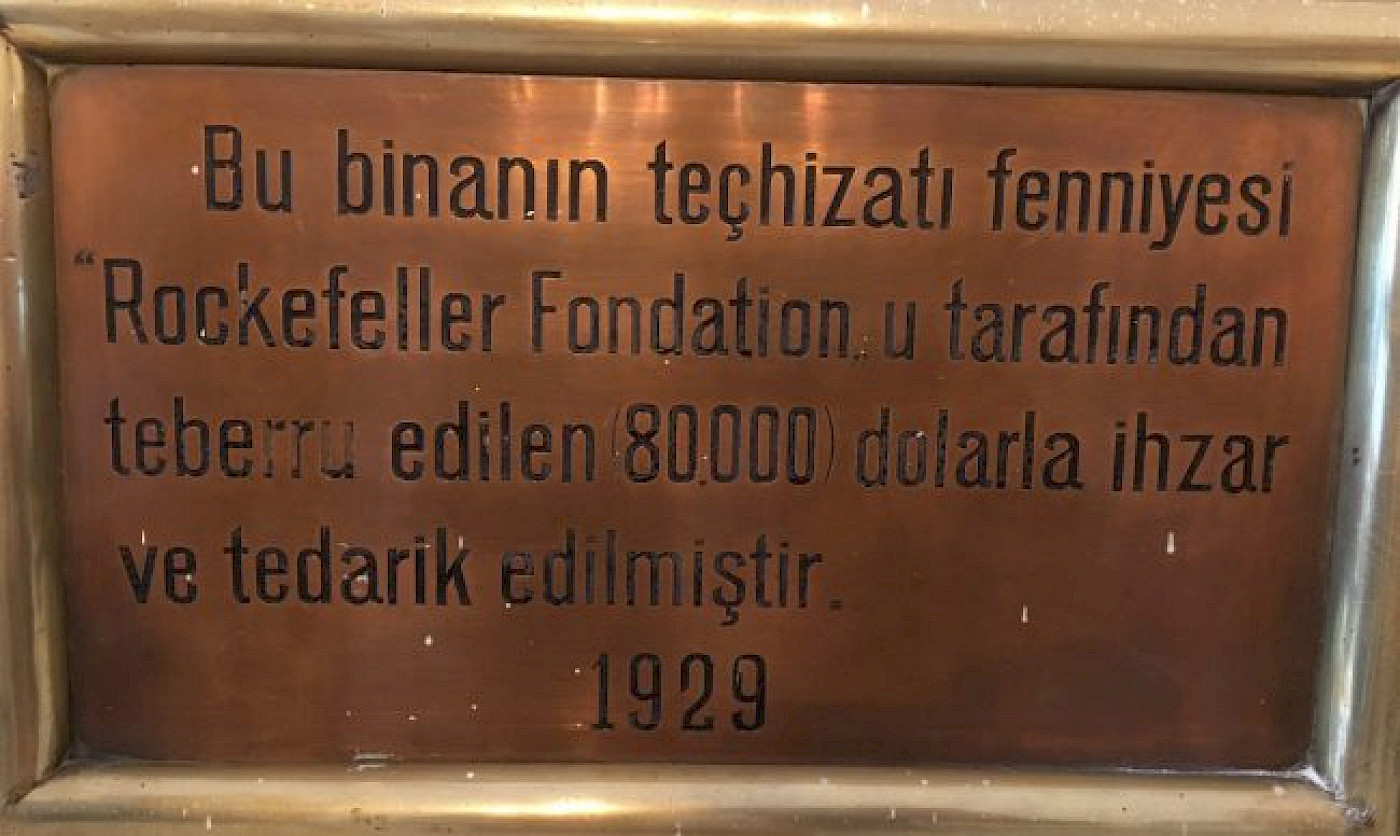 Bu binanın teçhizatı fenniyesi
“Rockefeller Fondation„u tarafından
teberru edilen (80.000) dolarla ihzar
ve tedarik edilmiştir.
1929